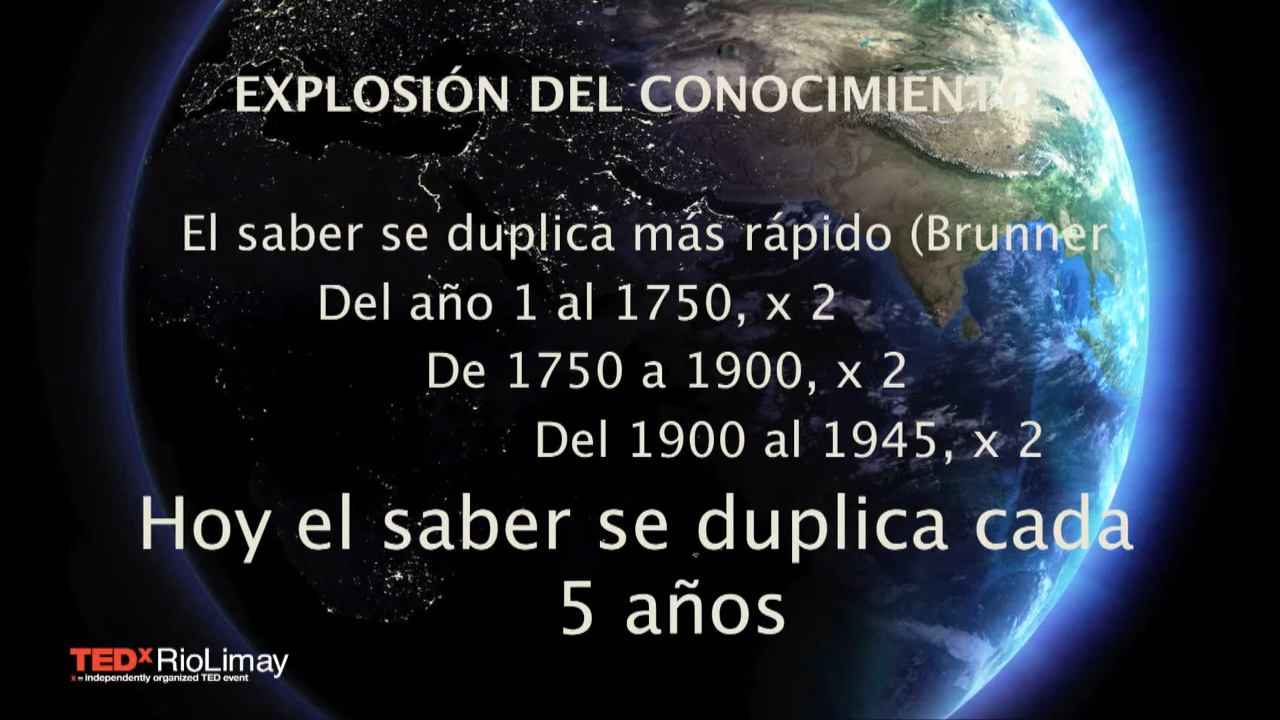 EXPLOSIÓN DEL CONOCIMIENTO
El saber se duplica más rápido (Brunner
Del año 1 al 1750, x 2
De 1750 a 1900, x 2
Del 1900 al 1945, x 2
Hoy el saber se duplica cada
5 años
TEDx RioLimay
x = independently organized TED event